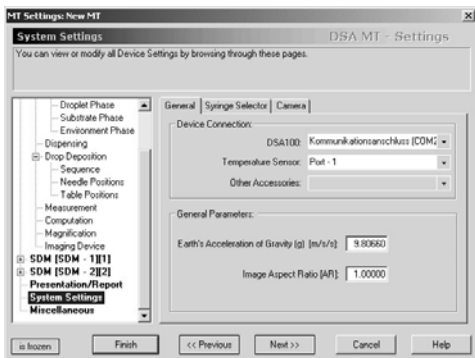 MT Settings: New MT
System Settings
DSA MT - Settings
You can view or modify all Device Settings by browsing through these pages.
Droplet Phase
Substrate Phase
Environment Phase
Dispensing
Drop Deposition
Sequence
Needle Positions
Table Positions
Measurement
Computation
Magnification
Imaging Device
SDM [SDM - 1][1]
SDM [SDM - 2][2]
Presentation/Report
System Settings
Miscellaneous
General
Syringe Selector
Camera
Device Connection:
DSA100: Kommunikationsanschluss (COM2
Temperature Sensor: Port - 1
Other Accessories:
General Parameters:
Earth's Acceleration of Gravity (g) [m/s/s]: 9.80660
Image Aspect Ratio [AR]: 1.00000
is frozen
Finish
<< Previous
Next >>
Cancel
Help